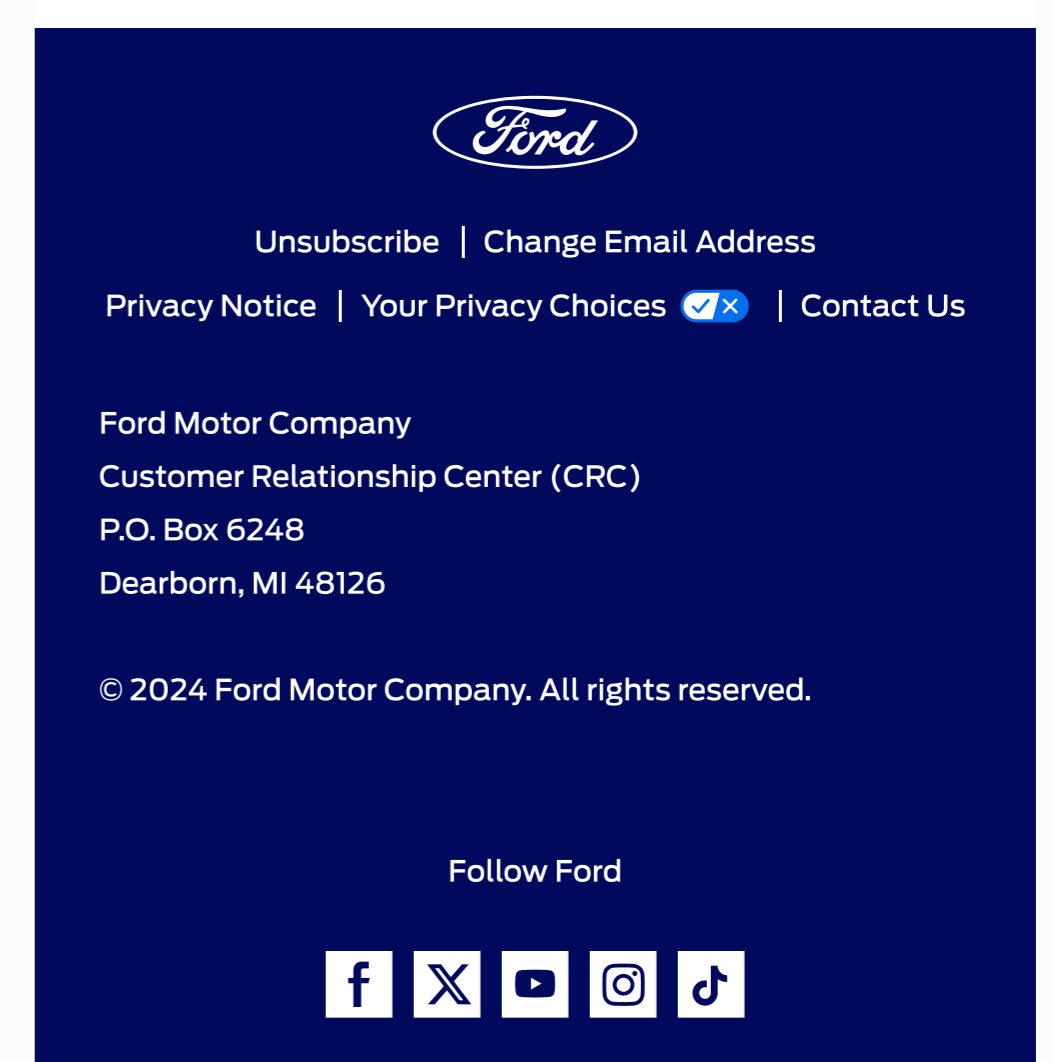 Ford
Unsubscribe | Change Email Address
Privacy Notice | Your Privacy Choices | Contact Us
Ford Motor Company
Customer Relationship Center (CRC)
P.O. Box 6248
Dearborn, MI 48126
© 2024 Ford Motor Company. All rights reserved.
Follow Ford